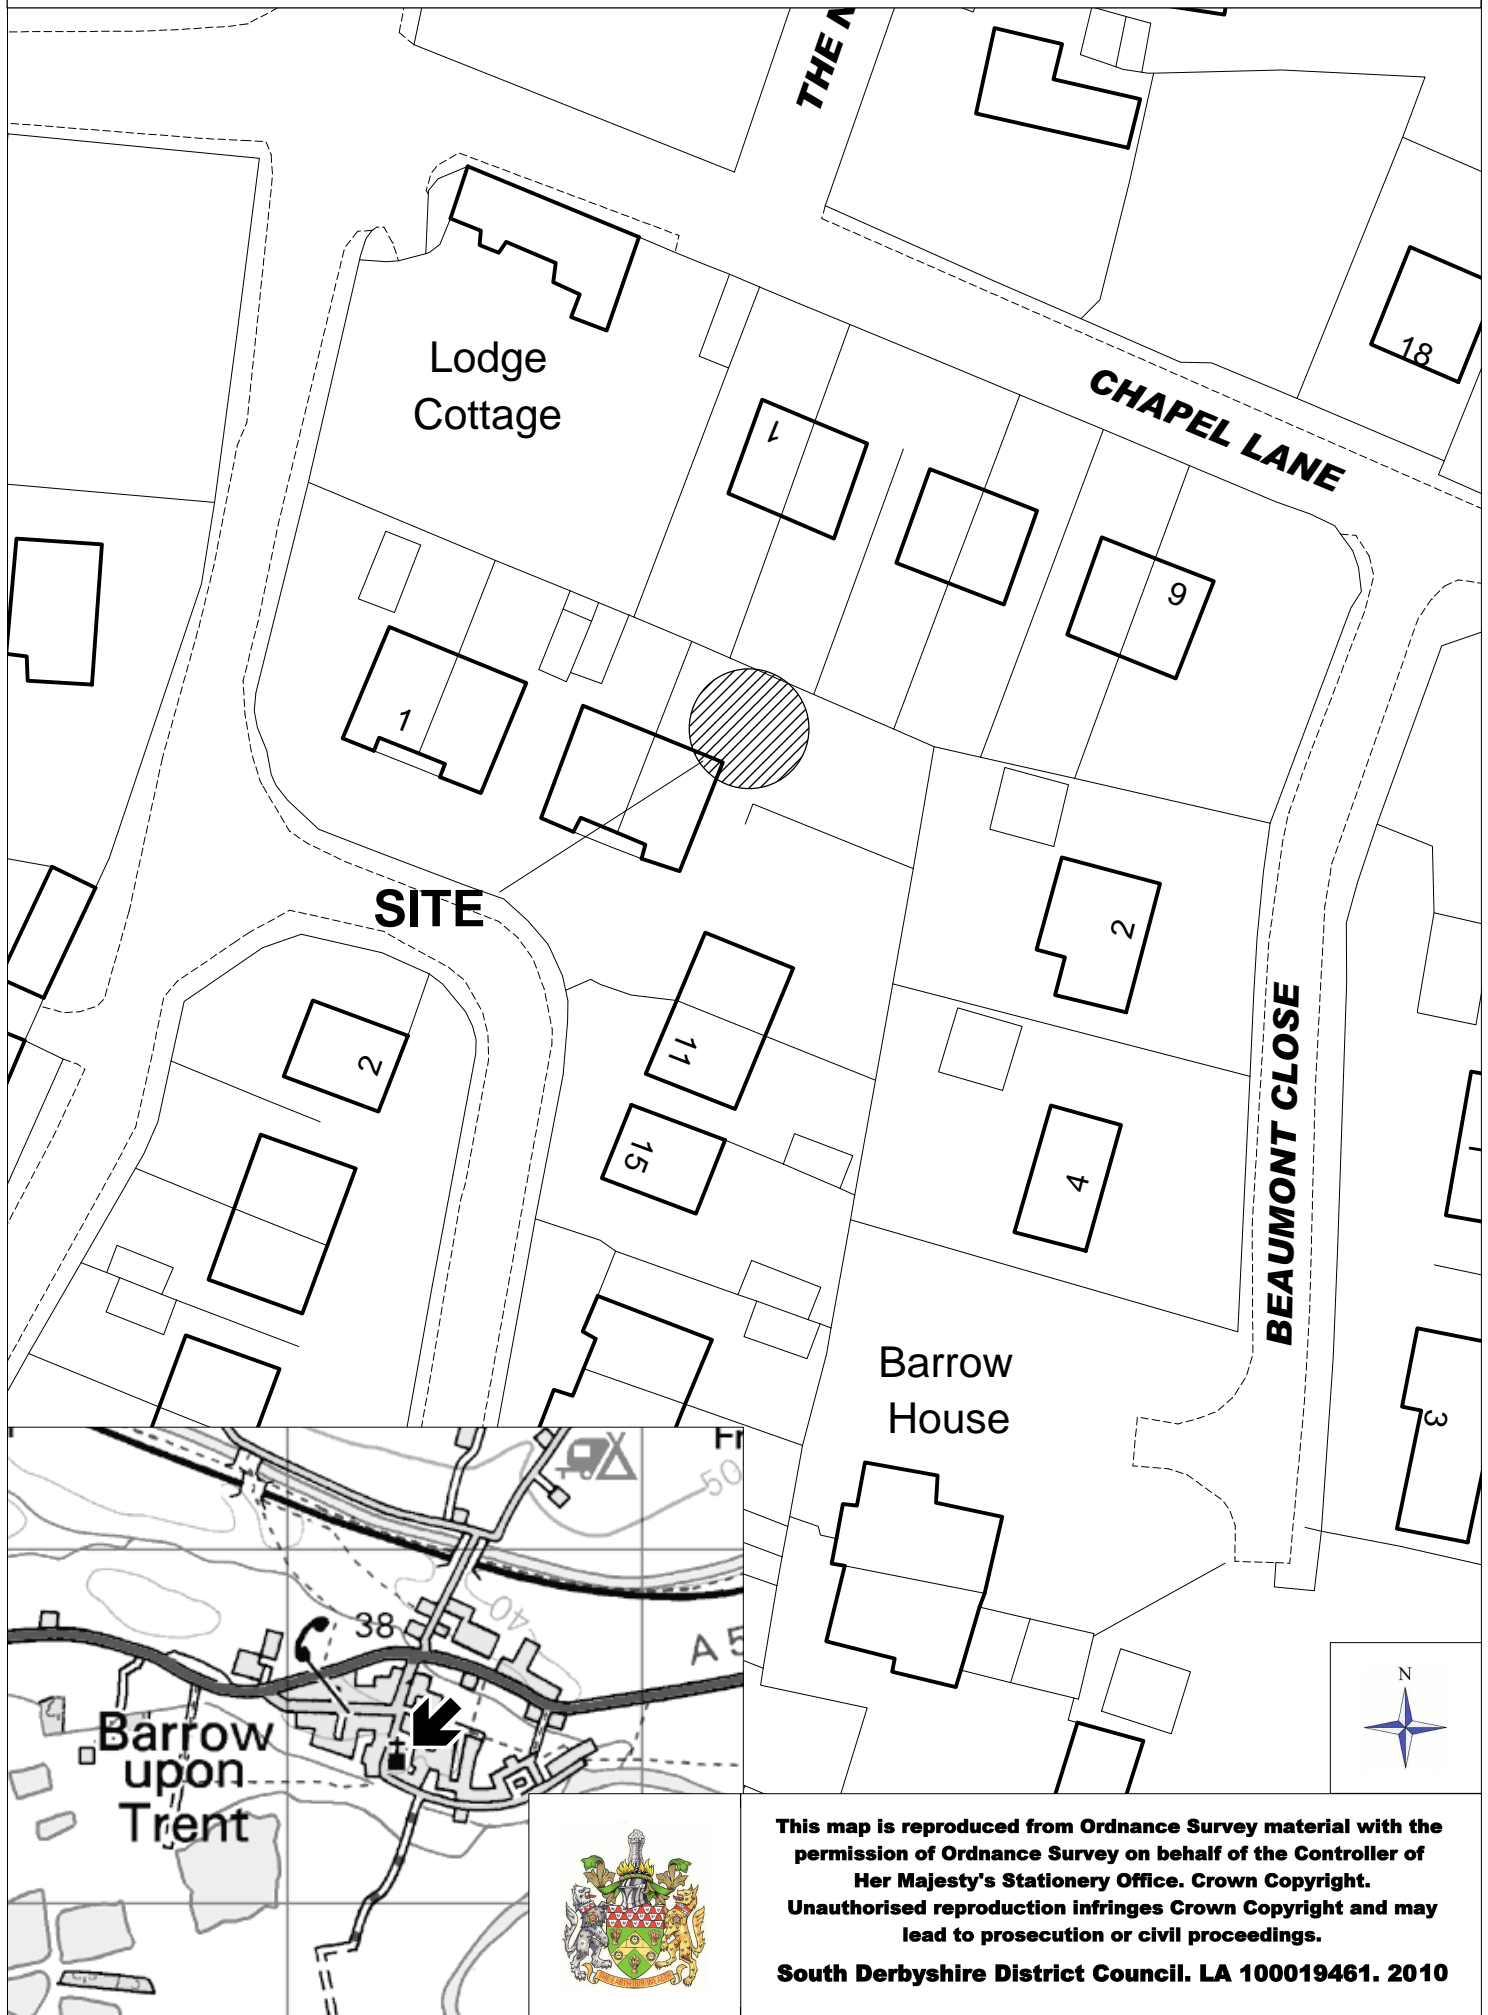 THE
Lodge
Cottage
18
CHAPEL LANE
1
9
1
SITE
2
2
11
15
4
BEAUMONT CLOSE
Barrow
House
3
Fr
50
40
38
A 5
Barrow
upon
Trent
N
This map is reproduced from Ordnance Survey material with the
permission of Ordnance Survey on behalf of the Controller of
Her Majesty's Stationery Office. Crown Copyright.
Unauthorised reproduction infringes Crown Copyright and may
lead to prosecution or civil proceedings.
South Derbyshire District Council. LA 100019461. 2010